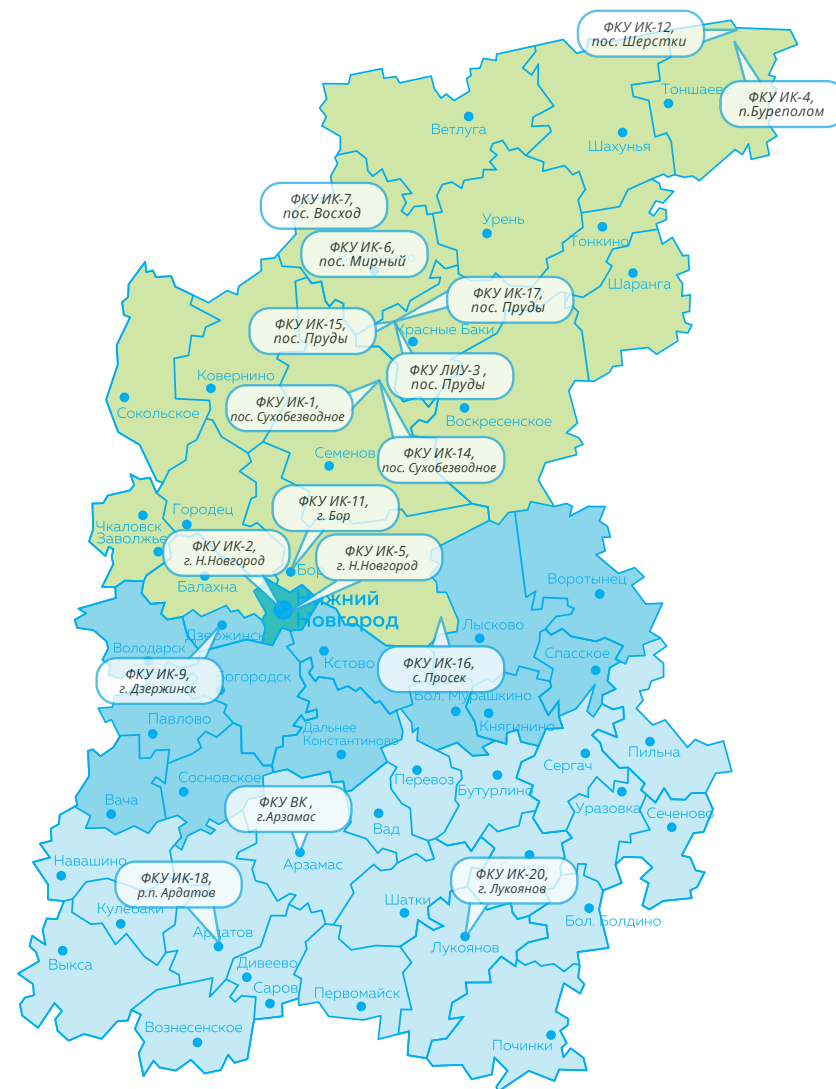 ФКУ ИК-12,
пос. Шерстки
Тоншаево
ФКУ ИК-4,
п.Буреполом
Ветлуга
Шахунья
ФКУ ИК-7,
пос. Восход
Урень
Тонкино
ФКУ ИК-6,
пос. Мирный
Шаранга
ФКУ ИК-17,
пос. Пруды
ФКУ ИК-15,
пос. Пруды
Красные Баки
ФКУ ЛИУ-3 ,
пос. Пруды
Ковернино
ФКУ ИК-1,
пос. Сухобезводное
Сокольское
Воскресенское
Семенов
ФКУ ИК-14,
пос. Сухобезводное
ФКУ ИК-11,
г. Бор
Городец
Чкаловск
Заволжье
ФКУ ИК-2,
г. Н.Новгород
ФКУ ИК-5,
г. Н.Новгород
Бор
Балахна
Воротынец
Нижний
Новгород
Дзержинск
Лысково
Володарск
Кстово
Спасское
ФКУ ИК-9,
г. Дзержинск
Богородск
ФКУ ИК-16,
с. Просек
Бол. Мурашкино
Павлово
Княгинино
Дальнее
Константиново
Пильна
Сергач
Сосновское
Перевоз
Бутурлино
Вача
ФКУ ВК ,
г.Арзамас
Уразовка
Сеченово
Вад
Навашино
Арзамас
ФКУ ИК-18,
р.п. Ардатов
ФКУ ИК-20,
г. Лукоянов
Шатки
Кулебаки
Бол. Болдино
Ардатов
Лукоянов
Выкса
Дивеево
Саров
Первомайск
Вознесенское
Починки